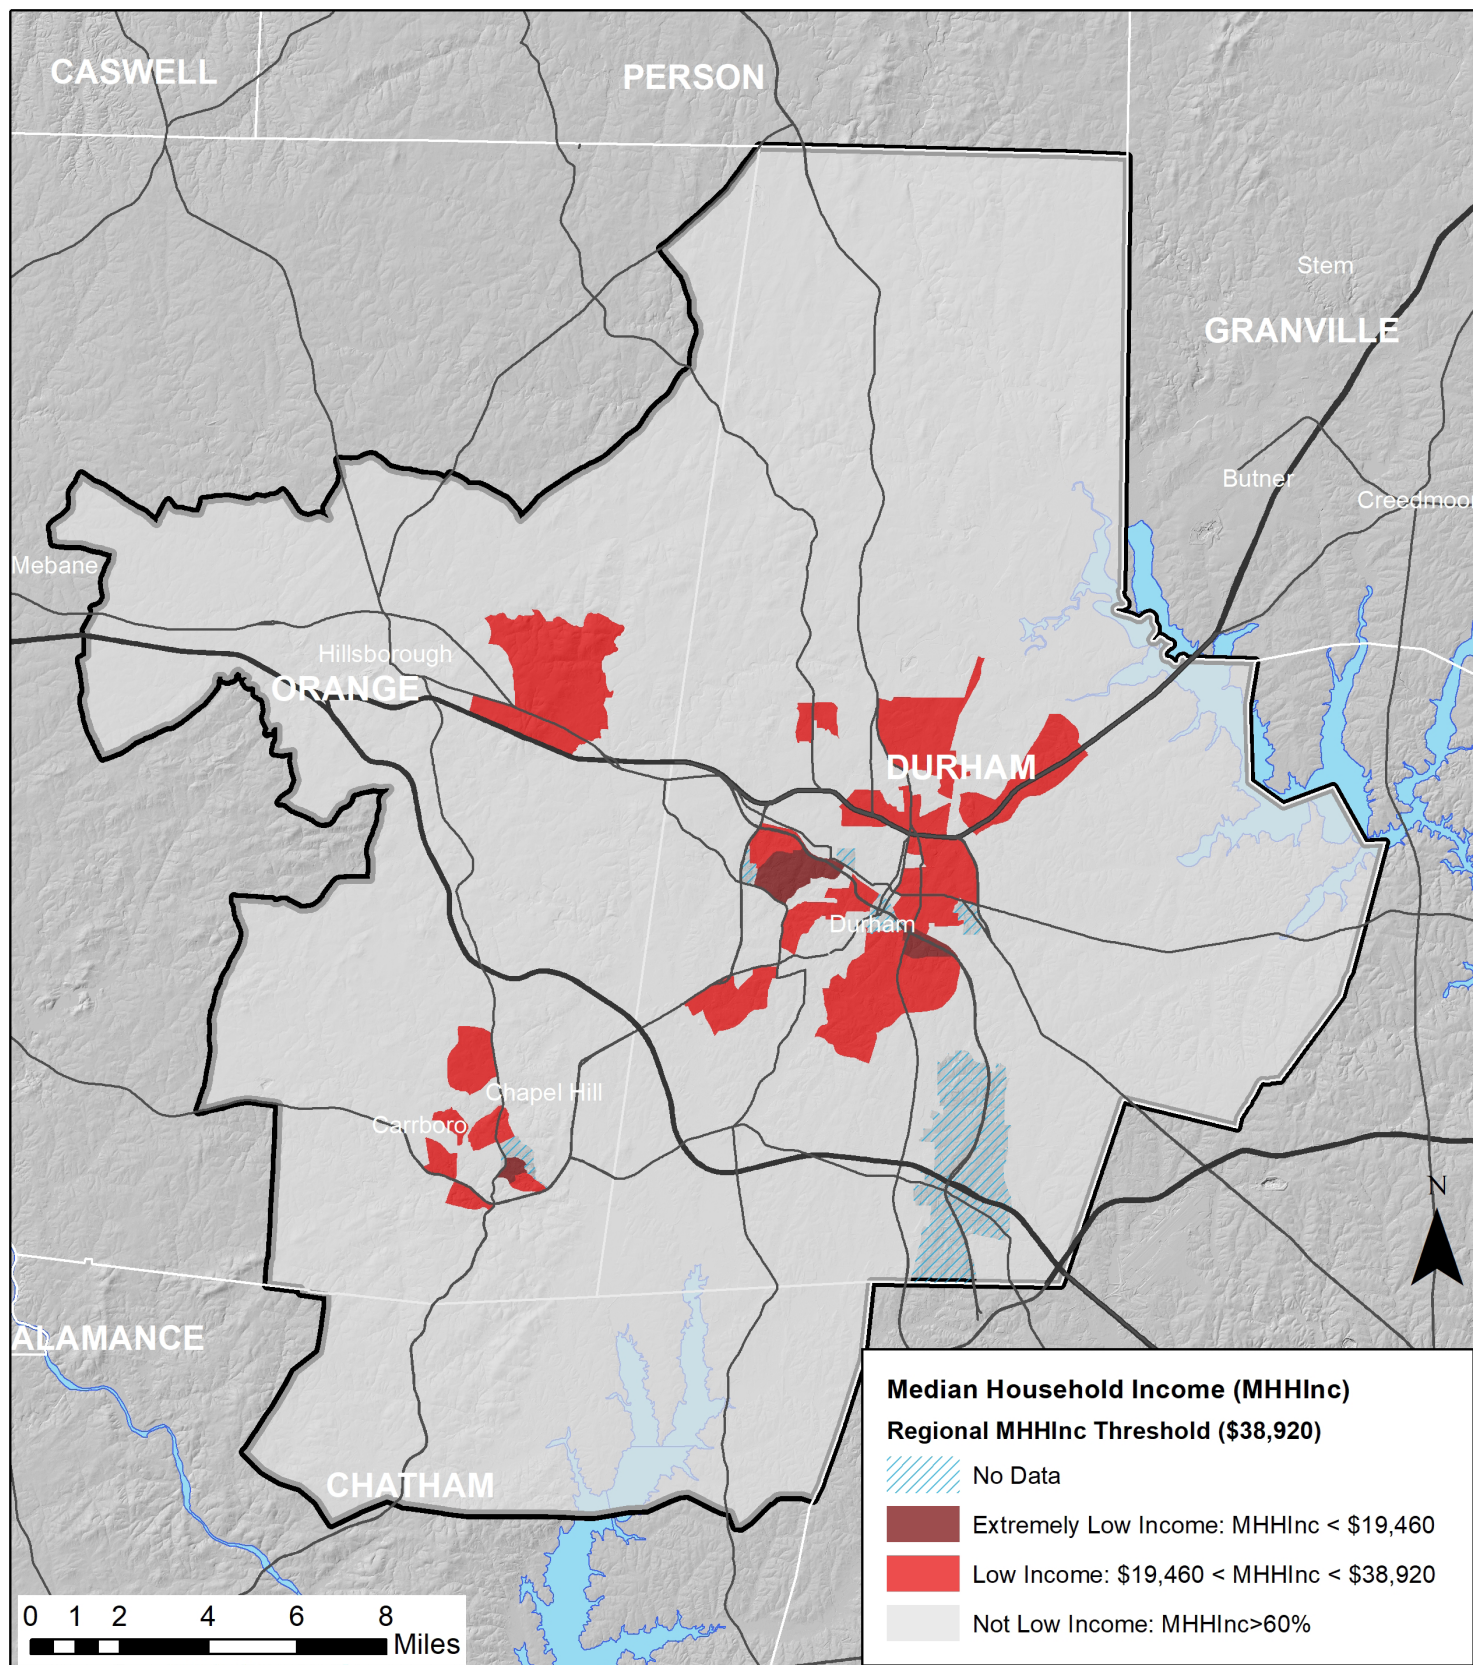 CASWELL
PERSON
Stem
GRANVILLE
Butner
Creedmoor
Mebane
Hillsborough
ORANGE
DURHAM
Durham
Chapel Hill
Carrboro
N
ALAMANCE
CHATHAM
Median Household Income (MHHInc)
Regional MHHInc Threshold ($38,920)
No Data
Extremely Low Income: MHHInc < $19,460
Low Income: $19,460 < MHHInc < $38,920
Not Low Income: MHHInc>60%
0 1 2 4 6 8
Miles